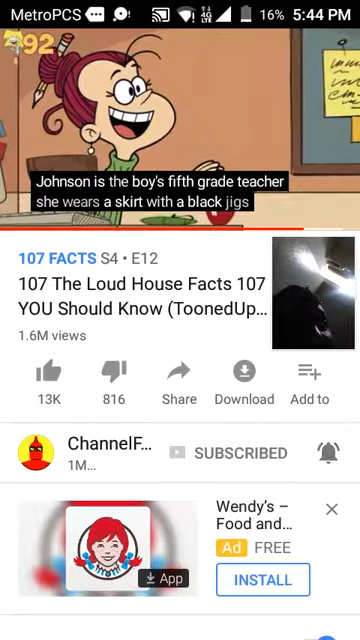 MetroPCS 4G LTE 16% 5:44 PM
92
Johnson is the boy's fifth grade teacher
she wears a skirt with a black jigs
107 FACTS S4 • E12
107 The Loud House Facts 107
YOU Should Know (ToonedUp...
1.6M views
13K 816 Share Download Add to
ChannelF... SUBSCRIBED
1M...
Wendy's –
Food and...
Ad FREE
App
INSTALL